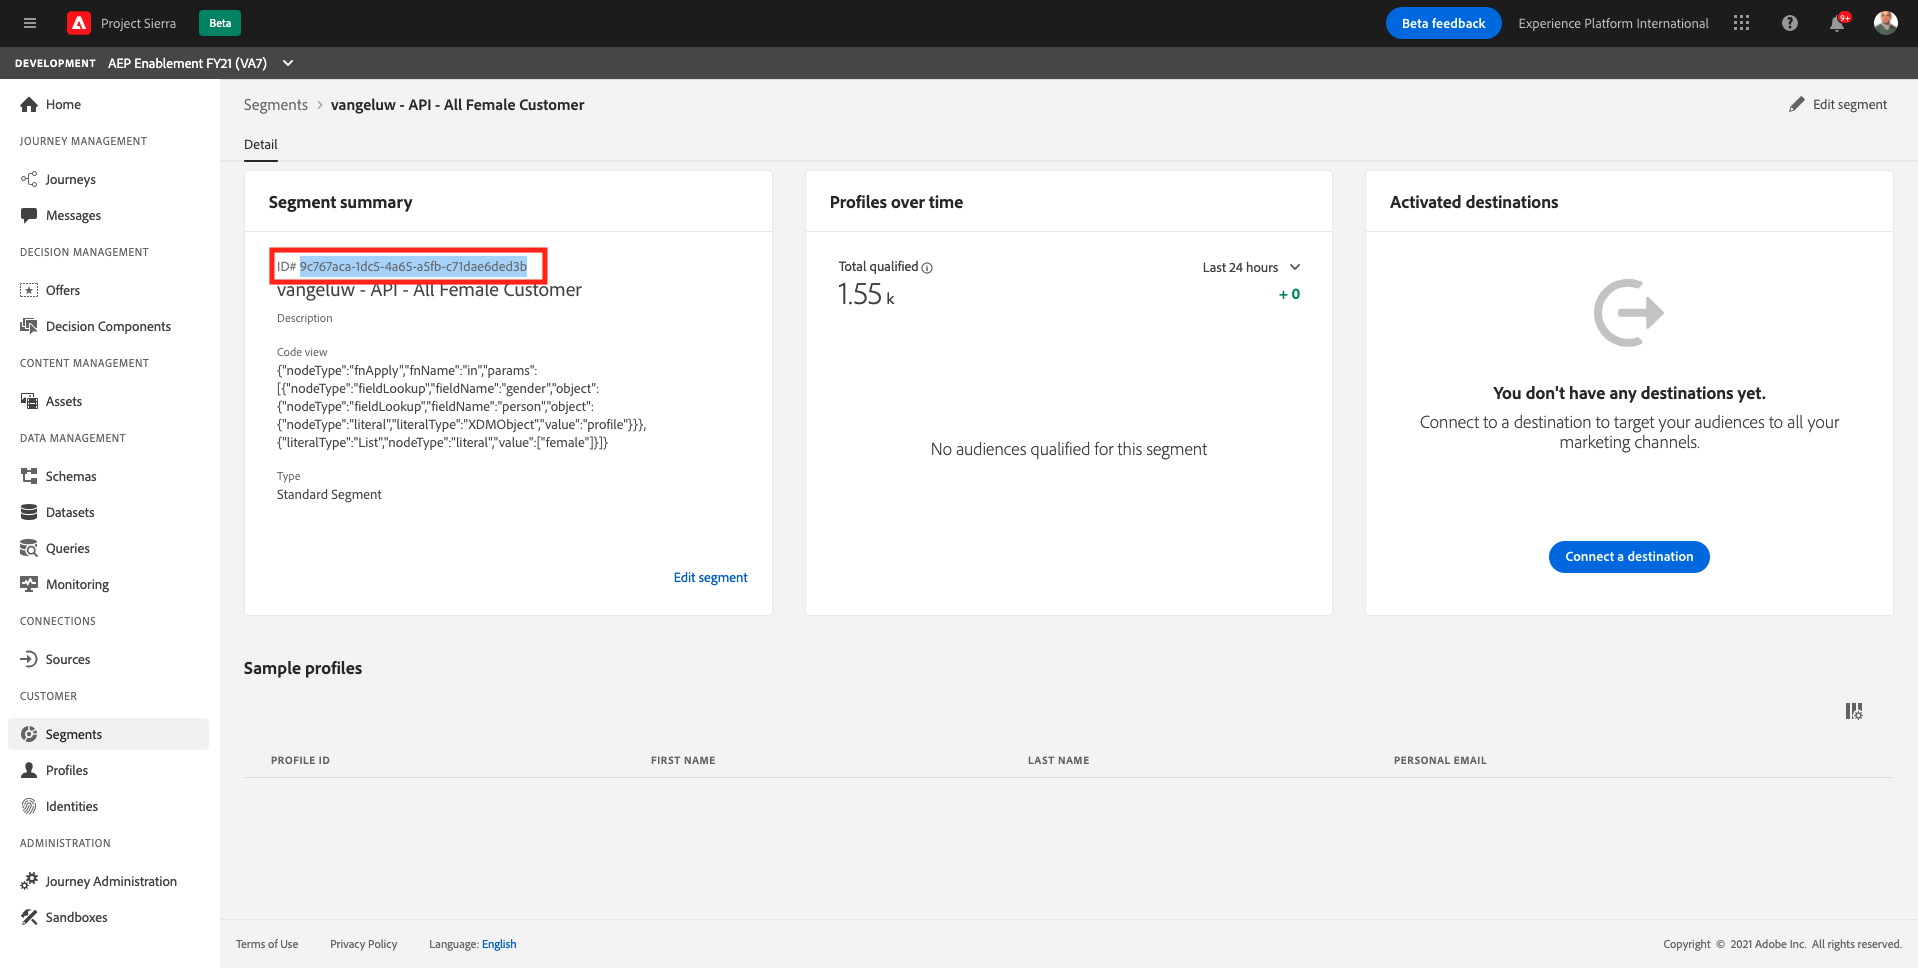 Project Sierra
Beta
Beta feedback
Experience Platform International
9+
DEVELOPMENT AEP Enablement FY21 (VA7)
Home
JOURNEY MANAGEMENT
Journeys
Messages
DECISION MANAGEMENT
Offers
Decision Components
CONTENT MANAGEMENT
Assets
DATA MANAGEMENT
Schemas
Datasets
Queries
Monitoring
CONNECTIONS
Sources
CUSTOMER
Segments
Profiles
Identities
ADMINISTRATION
Journey Administration
Sandboxes
Segments > vangeluw - API - All Female Customer
Edit segment
Detail
Segment summary
ID# 9c767aca-1dc5-4a65-a5fb-c71dae6ded3b
vangeluw - API - All Female Customer
Description
Code view
{"nodeType":"fnApply","fnName":"in","params":
[{"nodeType":"fieldLookup","fieldName":"gender","object":
{"nodeType":"fieldLookup","fieldName":"person","object":
{"nodeType":"literal","literalType":"XDMObject","value":"profile"}}},
{"literalType":"List","nodeType":"literal","value":["female"]}]}
Type
Standard Segment
Edit segment
Profiles over time
Total qualified
1.55 k
Last 24 hours
+ 0
No audiences qualified for this segment
Activated destinations
You don't have any destinations yet.
Connect to a destination to target your audiences to all your
marketing channels.
Connect a destination
Sample profiles
PROFILE ID
FIRST NAME
LAST NAME
PERSONAL EMAIL
Terms of Use
Privacy Policy
Language: English
Copyright © 2021 Adobe Inc. All rights reserved.